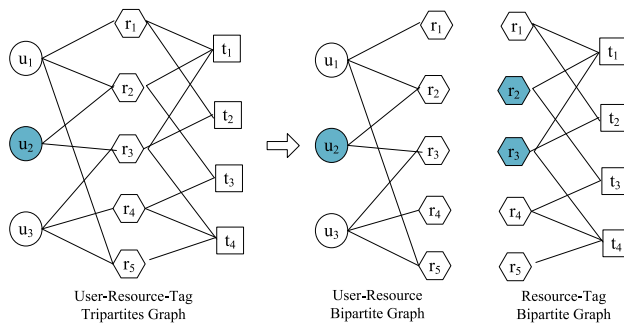 r1
r1
r1
u1
t1
u1
t1
r2
r2
r2
t2
t2
u2
r3
u2
r3
r3
t3
t3
u3
r4
u3
r4
r4
t4
t4
r5
r5
r5
User-Resource-Tag
Tripartites Graph
User-Resource
Bipartite Graph
Resource-Tag
Bipartite Graph